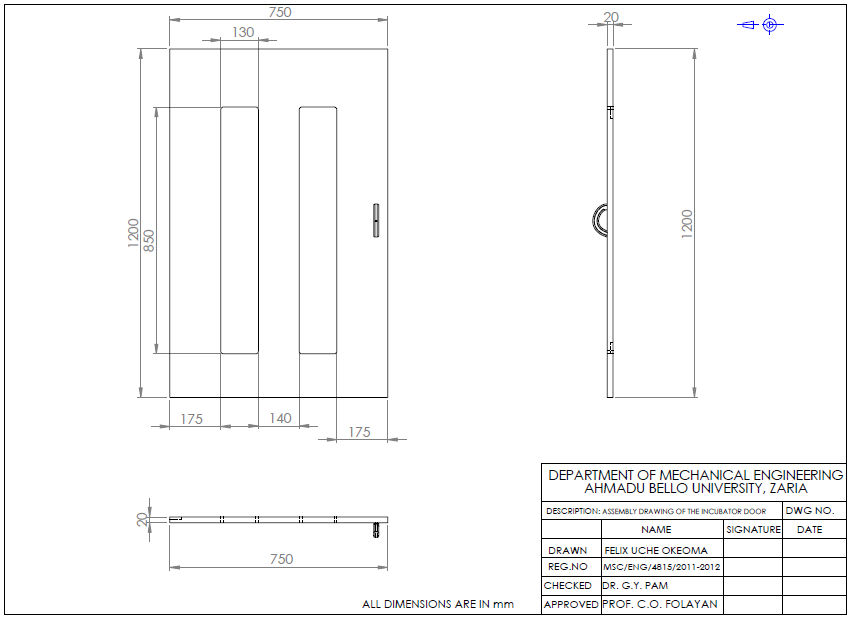 750
130
20
1200
850
1200
175
140
175
20
750
ALL DIMENSIONS ARE IN mm
DEPARTMENT OF MECHANICAL ENGINEERING
AHMADU BELLO UNIVERSITY, ZARIA
DESCRIPTION: ASSEMBLY DRAWING OF THE INCUBATOR DOOR DWG NO.
NAME SIGNATURE DATE
DRAWN FELIX UCHE OKEOMA
REG.NO MSC/ENG/4815/2011-2012
CHECKED DR. G.Y. PAM
APPROVED PROF. C.O. FOLAYAN